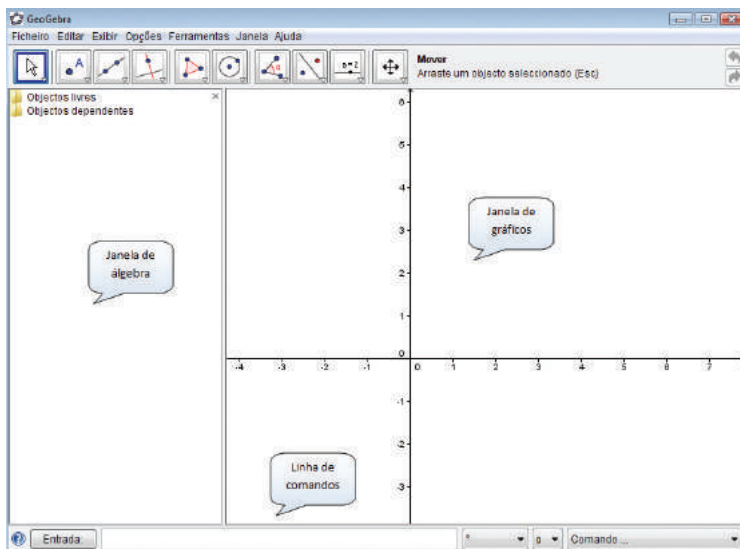 GeoGebra
Ficheiro Editar Exibir Opções Ferramentas Janela Ajuda
A
α
a=2
Mover
Arraste um objecto seleccionado (Esc)
Objectos livres
Objectos dependentes
Janela de
álgebra
Janela de
gráficos
6
5
4
3
2
1
0
-4 -3 -2 -1 0 1 2 3 4 5 6 7
-1
-2
-3
Linha de
comandos
Entrada:
° α Comando ...